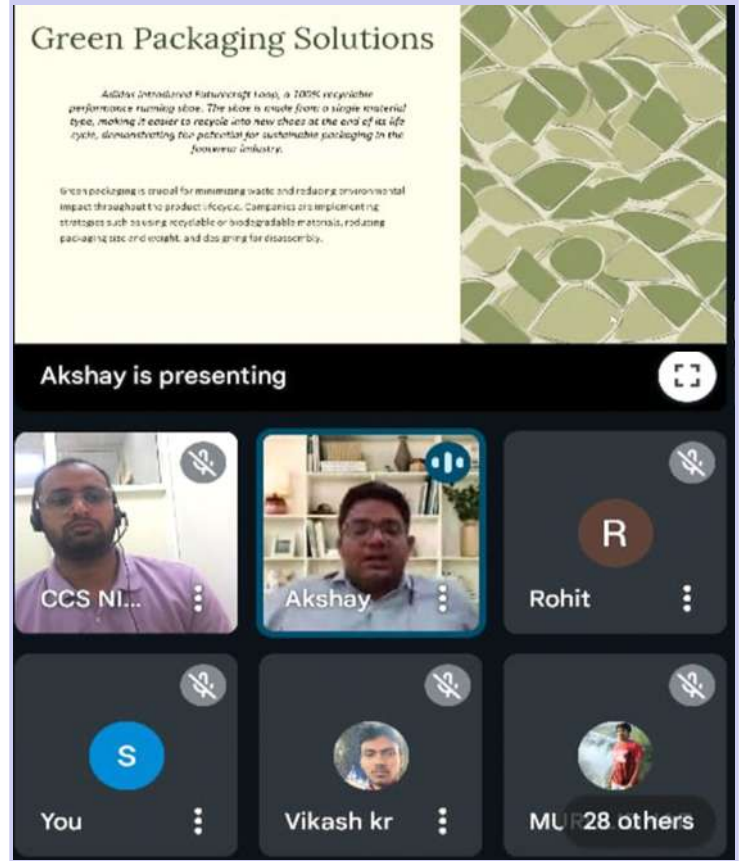 Green Packaging Solutions
Adidas introduced Futurecraft Loop, a 100% recyclable
performance running shoe. The shoe is made from a single material
type, making it easier to recycle into new shoes at the end of its life
cycle, demonstrating the potential for sustainable packaging in the
footwear industry.
Green packaging is crucial for minimizing waste and reducing environmental
impact throughout the product lifecycle. Companies are implementing
strategies such as using recyclable or biodegradable materials, reducing
packaging size and weight, and designing for disassembly.
Akshay is presenting
CCS NI...
Akshay
R
Rohit
S
You
Vikash kr
MU
28 others